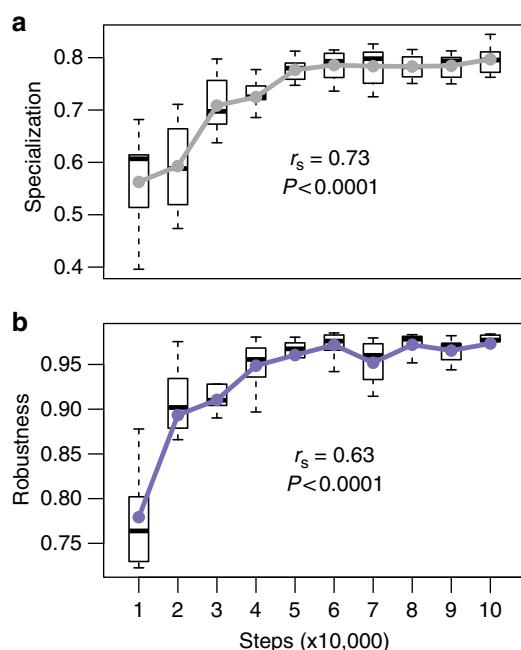 a
0.8
0.7
0.6
0.5
0.4
Specialization
rs = 0.73
P<0.0001
b
0.95
0.90
0.85
0.80
0.75
Robustness
rs = 0.63
P<0.0001
1 2 3 4 5 6 7 8 9 10
Steps (x10,000)